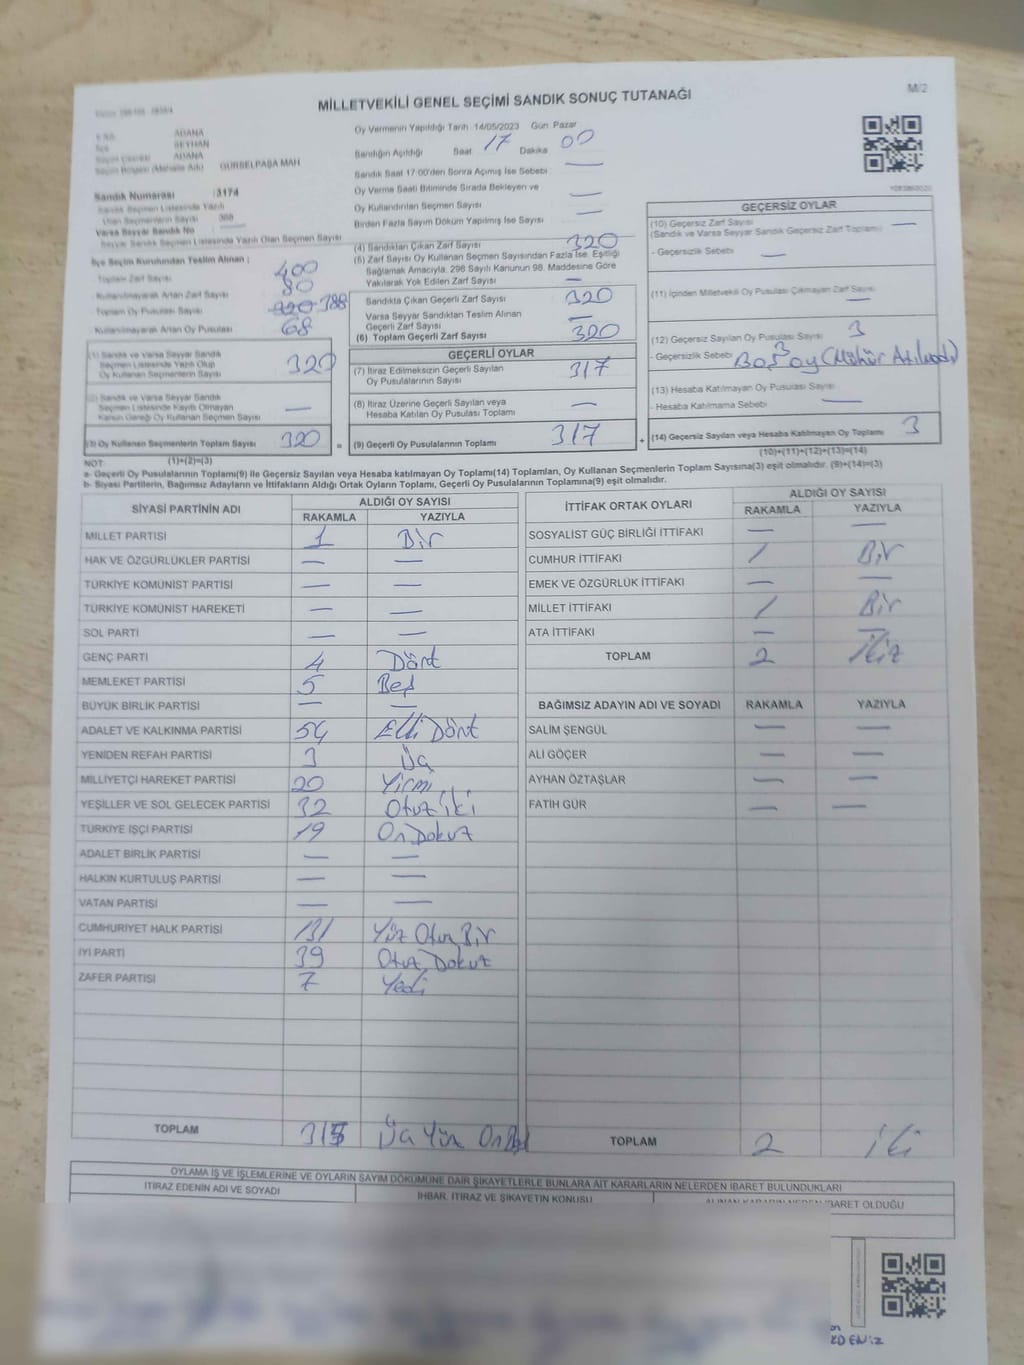 MİLLETVEKİLİ GENEL SEÇİMİ SANDIK SONUÇ TUTANAĞI
M/2
ADANA
SEYHAN
ADANA
GÜRSELPAŞA MAH
Sandık Numarası :3174
Sandık Seçmen Listesinde Yazılı
Olan Seçmenlerin Sayısı 388
Varsa Seyyar Sandık No
Seyyar Sandık Seçmen Listesinde Yazılı Olan Seçmen Sayısı
Oy Vermenin Yapıldığı Tarih 14/05/2023 Gün Pazar
Sandığın Açıldığı Saat 17 Dakika 00
Sandık Saat 17:00'den Sonra Açılmış İse Sebebi —
Oy Verme Saati Bitiminde Sırada Bekleyen ve
Oy Kullandırılan Seçmen Sayısı —
Birden Fazla Sayım Döküm Yapılmış İse Sayısı —
İlçe Seçim Kurulundan Teslim Alınan ;
Toplam Zarf Sayısı 400
Kullanılmayarak Artan Zarf Sayısı 80
Toplam Oy Pusulası Sayısı 320 388
Kullanılmayarak Artan Oy Pusulası 68
(1) Sandık ve Varsa Seyyar Sandık
Seçmen Listesinde Yazılı Olup
Oy Kullanan Seçmenlerin Sayısı 320
(2) Sandık ve Varsa Seyyar Sandık
Seçmen Listesinde Kayıtlı Olmayan
Kanun Gereği Oy Kullanan Seçmen Sayısı —
(3) Oy Kullanan Seçmenlerin Toplam Sayısı 320
(1)+(2)=(3)
(4) Sandıktan Çıkan Zarf Sayısı 320
(5) Zarf Sayısı Oy Kullanan Seçmen Sayısından Fazla İse, Eşitliği
Sağlamak Amacıyla, 298 Sayılı Kanunun 98. Maddesine Göre
Yakılarak Yok Edilen Zarf Sayısı —
Sandıkta Çıkan Geçerli Zarf Sayısı 320
Varsa Seyyar Sandıktan Teslim Alınan
Geçerli Zarf Sayısı —
(6) Toplam Geçerli Zarf Sayısı 320
GEÇERLİ OYLAR
(7) İtiraz Edilmeksizin Geçerli Sayılan
Oy Pusulalarının Sayısı 317
(8) İtiraz Üzerine Geçerli Sayılan veya
Hesaba Katılan Oy Pusulası Toplamı —
= (9) Geçerli Oy Pusulalarının Toplamı 317
GEÇERSİZ OYLAR
(10) Geçersiz Zarf Sayısı —
(Sandık ve Varsa Seyyar Sandık Geçersiz Zarf Toplamı)
- Geçersizlik Sebebi —
(11) İçinden Milletvekili Oy Pusulası Çıkmayan Zarf Sayısı —
(12) Geçersiz Sayılan Oy Pusulası Sayısı 3
- Geçersizlik Sebebi 3 Boş oy (Mühür Atılmadı)
(13) Hesaba Katılmayan Oy Pusulası Sayısı
- Hesaba Katılmama Sebebi —
+ (14) Geçersiz Sayılan veya Hesaba Katılmayan Oy Toplamı 3
(10)+(11)+(12)+(13)=(14)
NOT:
a- Geçerli Oy Pusulalarının Toplamı(9) ile Geçersiz Sayılan veya Hesaba katılmayan Oy Toplamı(14) Toplamları, Oy Kullanan Seçmenlerin Toplam Sayısına(3) eşit olmalıdır. (9)+(14)=(3)
b- Siyasi Partilerin, Bağımsız Adayların ve İttifakların Aldığı Ortak Oyların Toplamı, Geçerli Oy Pusulalarının Toplamına(9) eşit olmalıdır.
SİYASİ PARTİNİN ADI ALDIĞI OY SAYISI
RAKAMLA YAZIYLA
MİLLET PARTİSİ 1 Bir
HAK VE ÖZGÜRLÜKLER PARTİSİ — —
TÜRKİYE KOMÜNİST PARTİSİ — —
TÜRKİYE KOMÜNİST HAREKETİ — —
SOL PARTİ — —
GENÇ PARTİ 4 Dört
MEMLEKET PARTİSİ 5 Beş
BÜYÜK BİRLİK PARTİSİ — —
ADALET VE KALKINMA PARTİSİ 54 Elli Dört
YENİDEN REFAH PARTİSİ 3 Üç
MİLLİYETÇİ HAREKET PARTİSİ 20 Yirmi
YEŞİLLER VE SOL GELECEK PARTİSİ 32 Otuz iki
TÜRKİYE İŞÇİ PARTİSİ 19 On Dokuz
ADALET BİRLİK PARTİSİ — —
HALKIN KURTULUŞ PARTİSİ — —
VATAN PARTİSİ — —
CUMHURİYET HALK PARTİSİ 131 Yüz Otuz Bir
İYİ PARTİ 39 Otuz Dokuz
ZAFER PARTİSİ 7 Yedi
TOPLAM 315 Üç Yüz On Beş
İTTİFAK ORTAK OYLARI ALDIĞI OY SAYISI
RAKAMLA YAZIYLA
SOSYALİST GÜÇ BİRLİĞİ İTTİFAKI — —
CUMHUR İTTİFAKI 1 Bir
EMEK VE ÖZGÜRLÜK İTTİFAKI — —
MİLLET İTTİFAKI 1 Bir
ATA İTTİFAKI — —
TOPLAM 2
BAĞIMSIZ ADAYIN ADI VE SOYADI RAKAMLA YAZIYLA
SALİM ŞENGÜL — —
ALİ GÖÇER — —
AYHAN ÖZTAŞLAR — —
FATİH GÜR — —
TOPLAM 2 iki
OYLAMA İŞ VE İŞLEMLERİNE VE OYLARIN SAYIM DÖKÜMÜNE DAİR ŞİKAYETLERLE BUNLARA AİT KARARLARIN NELERDEN İBARET BULUNDUKLARI
İTİRAZ EDENİN ADI VE SOYADI
İHBAR, İTİRAZ VE ŞİKAYETİN KONUSU
ALINAN KARARIN NEDEN İBARET OLDUĞU